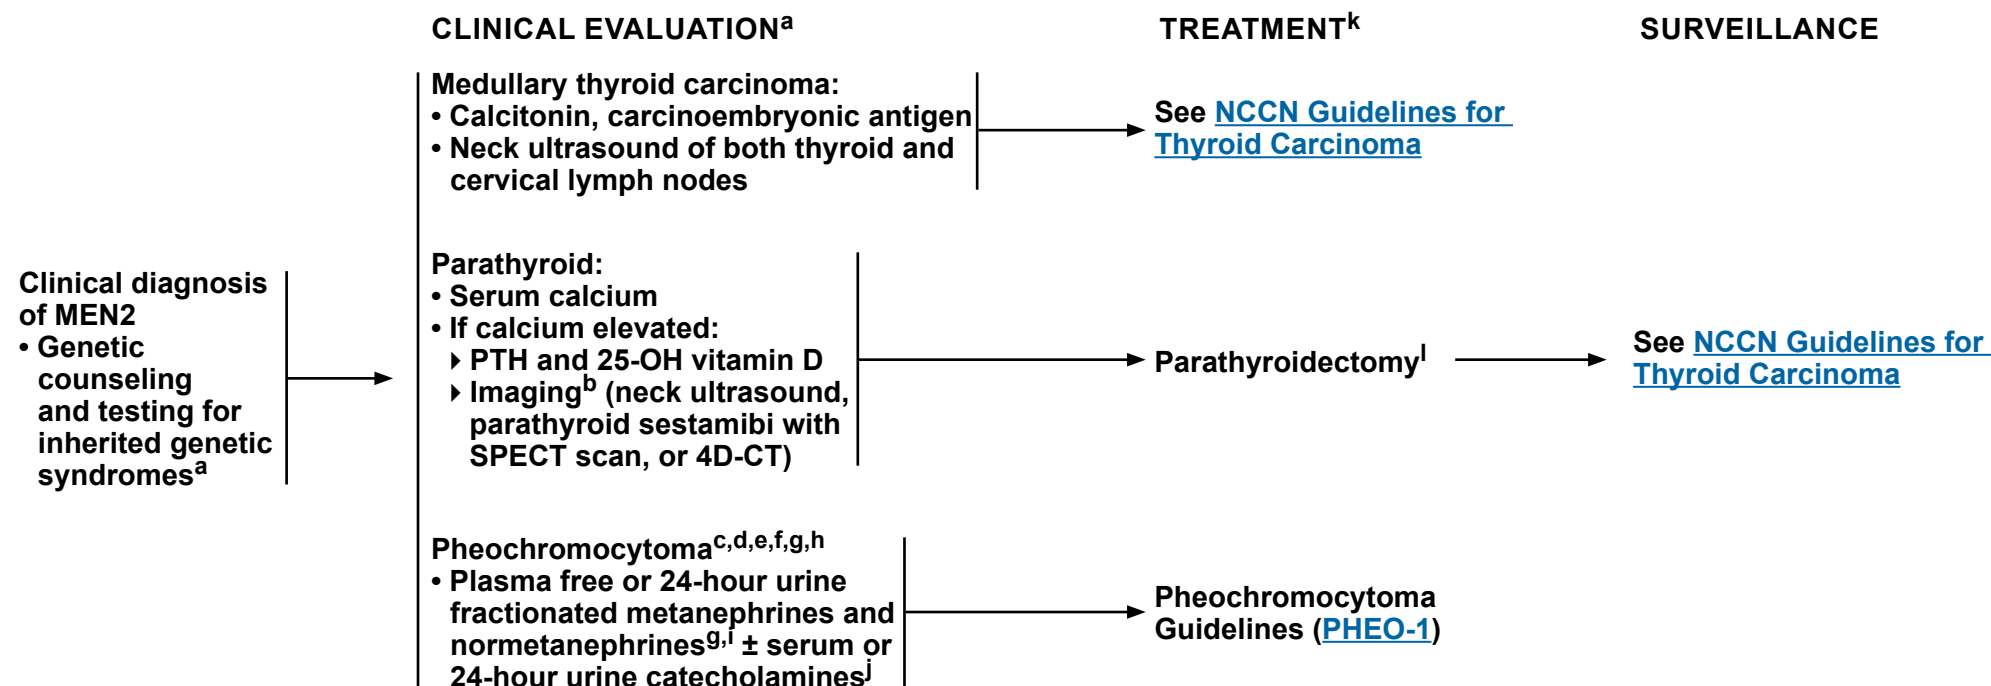 CLINICAL EVALUATIONa
TREATMENTk
SURVEILLANCE
Clinical diagnosis
of MEN2
• Genetic
counseling
and testing for
inherited genetic
syndromesa
Medullary thyroid carcinoma:
• Calcitonin, carcinoembryonic antigen
• Neck ultrasound of both thyroid and
cervical lymph nodes
See NCCN Guidelines for
Thyroid Carcinoma
Parathyroid:
• Serum calcium
• If calcium elevated:
▸ PTH and 25-OH vitamin D
▸ Imagingb (neck ultrasound,
parathyroid sestamibi with
SPECT scan, or 4D-CT)
Parathyroidectomyl
See NCCN Guidelines for
Thyroid Carcinoma
Pheochromocytomac,d,e,f,g,h
• Plasma free or 24-hour urine
fractionated metanephrines and
normetanephrinesg,i ± serum or
24-hour urine catecholaminesj
Pheochromocytoma
Guidelines (PHEO-1)